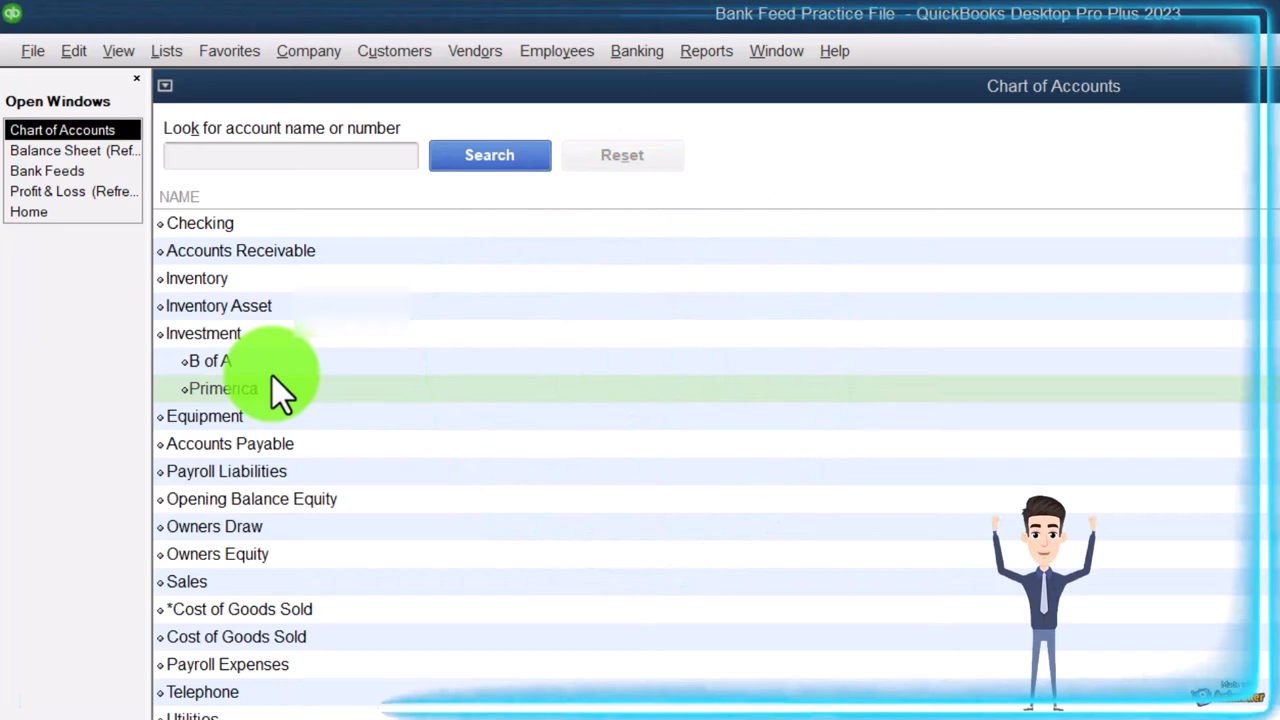 Bank Feed Practice File - QuickBooks Desktop Pro Plus 2023
File Edit View Lists Favorites Company Customers Vendors Employees Banking Reports Window Help
Open Windows
Chart of Accounts
Balance Sheet (Ref...
Bank Feeds
Profit & Loss (Refre...
Home
Chart of Accounts
Look for account name or number
Search Reset
NAME
Checking
Accounts Receivable
Inventory
Inventory Asset
Investment
B of A
Primerica
Equipment
Accounts Payable
Payroll Liabilities
Opening Balance Equity
Owners Draw
Owners Equity
Sales
*Cost of Goods Sold
Cost of Goods Sold
Payroll Expenses
Telephone
Utilities